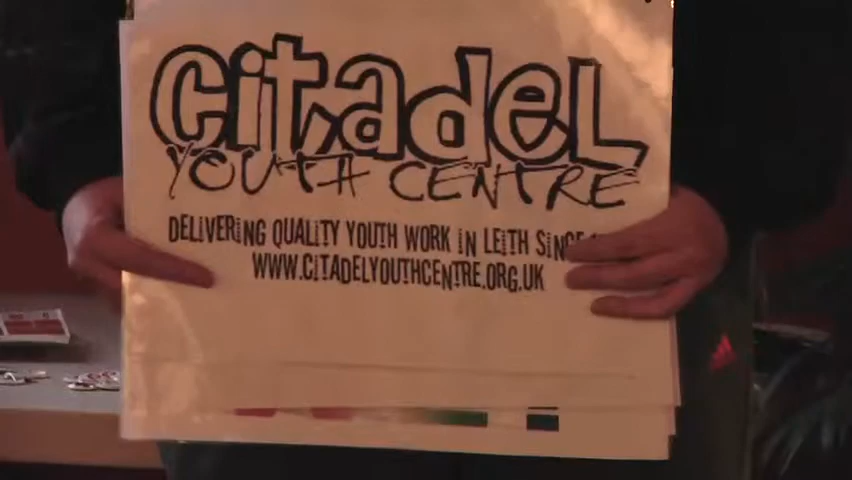 citadel
YOUTH CENTRE
DELiVERiNG QUALiTY YOUTH WORK iN LEiTH SiNCE
WWW.CiTADELYOUTHCENTRE.ORG.UK